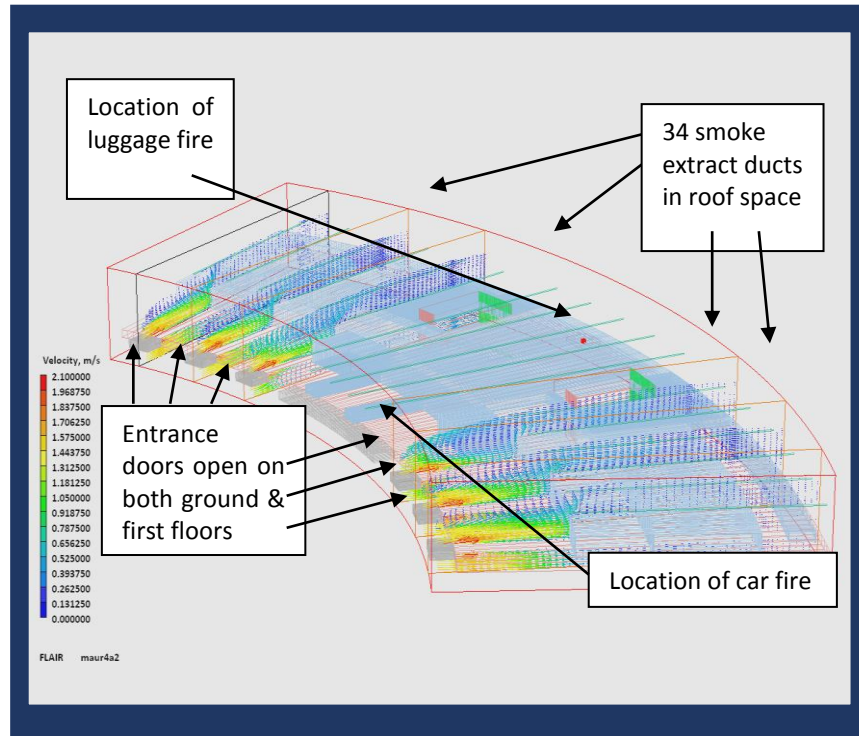 Location of
luggage fire
34 smoke
extract ducts
in roof space
Velocity, m/s
2.100000
1.968750
1.837500
1.706250
1.575000
1.443750
1.312500
1.181250
1.050000
0.918750
0.787500
0.656250
0.525000
0.393750
0.262500
0.131250
0.000000
Entrance
doors open on
both ground &
first floors
Location of car fire
FLAIR maur4a2